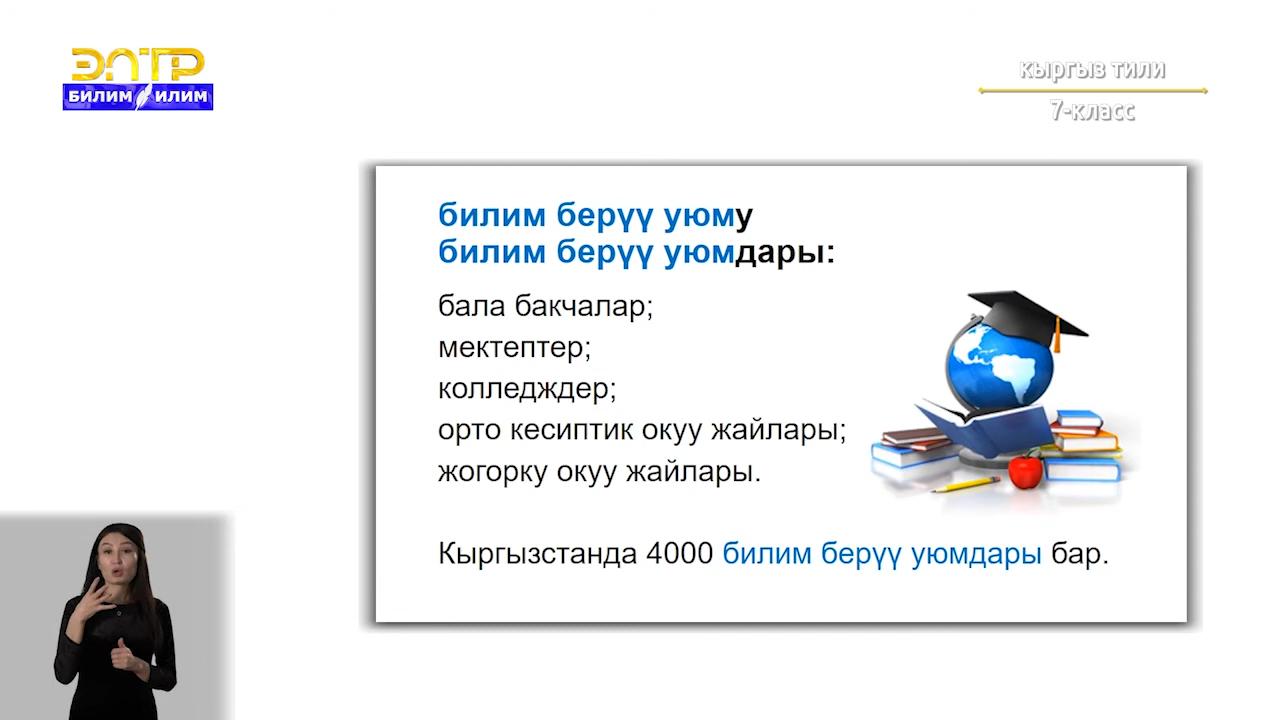 ЭЛТР
БИЛИМ ИЛИМ
кыргыз тили
7-класс
билим берүү уюму
билим берүү уюмдары:
бала бакчалар;
мектептер;
колледждер;
орто кесиптик окуу жайлары;
жогорку окуу жайлары.
Кыргызстанда 4000 билим берүү уюмдары бар.